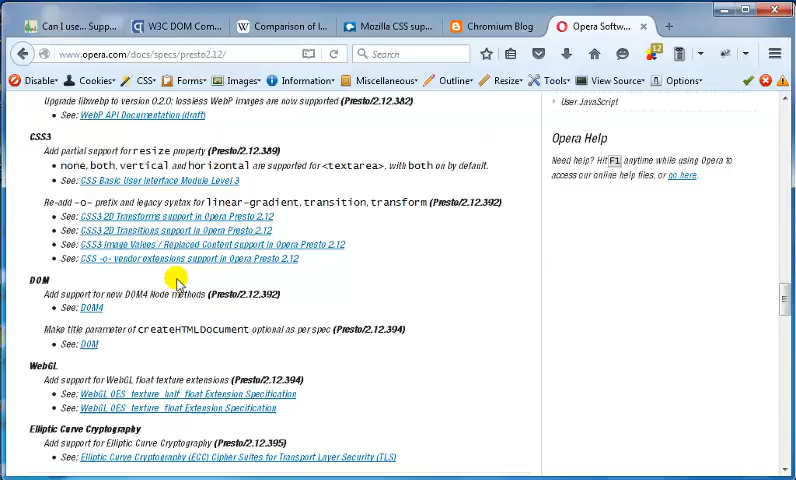 Can I use... Supp...
W3C DOM Com...
Comparison of l...
Mozilla CSS sup...
Chromium Blog
Opera Softw...
www.opera.com/docs/specs/presto2.12/
Search
12
Disable
Cookies
CSS
Forms
Images
Information
Miscellaneous
Outline
Resize
Tools
View Source
Options
Upgrade libwebp to version 0.2.0: lossless WebP images are now supported (Presto/2.12.382)
See: WebP API Documentation (draft)
CSS3
Add partial support for resize property (Presto/2.12.389)
none, both, vertical and horizontal are supported for <textarea>, with both on by default.
See: CSS Basic User Interface Module Level 3
Re-add -o- prefix and legacy syntax for linear-gradient, transition, transform (Presto/2.12.392)
See: CSS3 2D Transforms support in Opera Presto 2.12
See: CSS3 2D Transitions support in Opera Presto 2.12
See: CSS3 Image Values / Replaced Content support in Opera Presto 2.12
See: CSS -o- vendor extensions support in Opera Presto 2.12
DOM
Add support for new DOM4 Node methods (Presto/2.12.392)
See: DOM4
Make title parameter of createHTMLDocument optional as per spec (Presto/2.12.394)
See: DOM
WebGL
Add support for WebGL float texture extensions (Presto/2.12.394)
See: WebGL OES_texture_half_float Extension Specification
See: WebGL OES_texture_float Extension Specification
Elliptic Curve Cryptography
Add support for Elliptic Curve Cryptography (Presto/2.12.395)
See: Elliptic Curve Cryptography (ECC) Cipher Suites for Transport Layer Security (TLS)
User JavaScript
Opera Help
Need help? Hit F1 anytime while using Opera to
access our online help files, or go here.